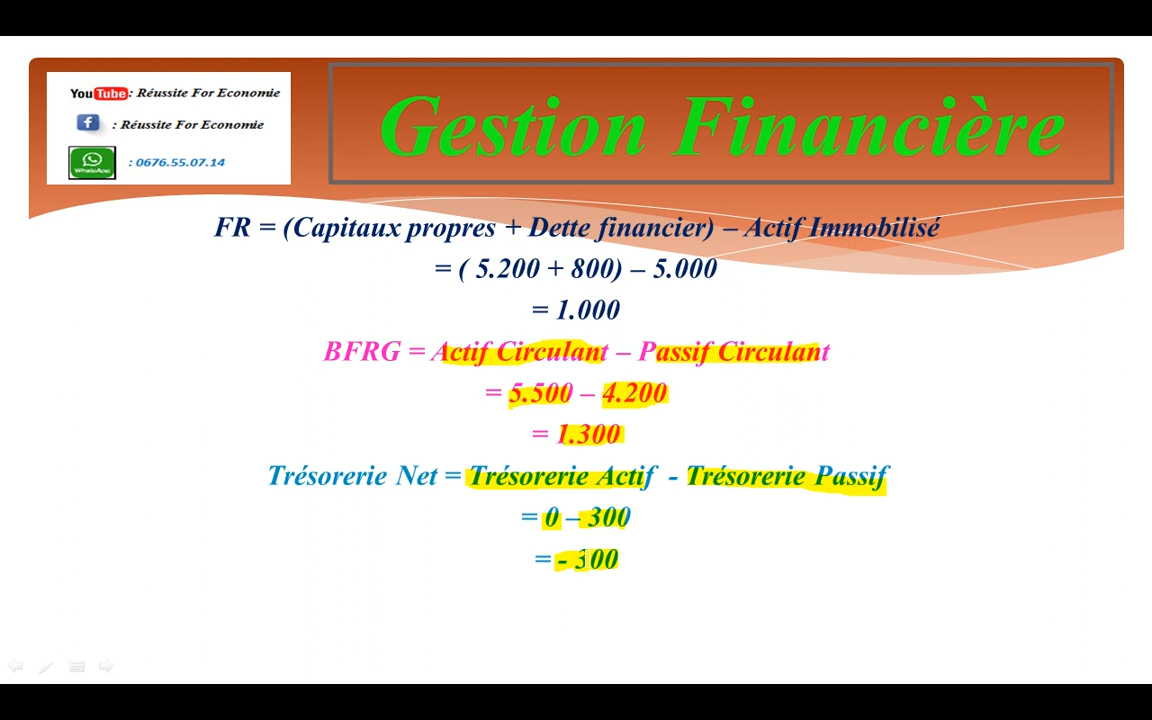 YouTube : Réussite For Economie
f : Réussite For Economie
WhatsApp : 0676.55.07.14
Gestion Financière
FR = (Capitaux propres + Dette financier) – Actif Immobilisé
= ( 5.200 + 800) – 5.000
= 1.000
BFRG = Actif Circulant – Passif Circulant
= 5.500 – 4.200
= 1.300
Trésorerie Net = Trésorerie Actif - Trésorerie Passif
= 0 – 300
= - 300